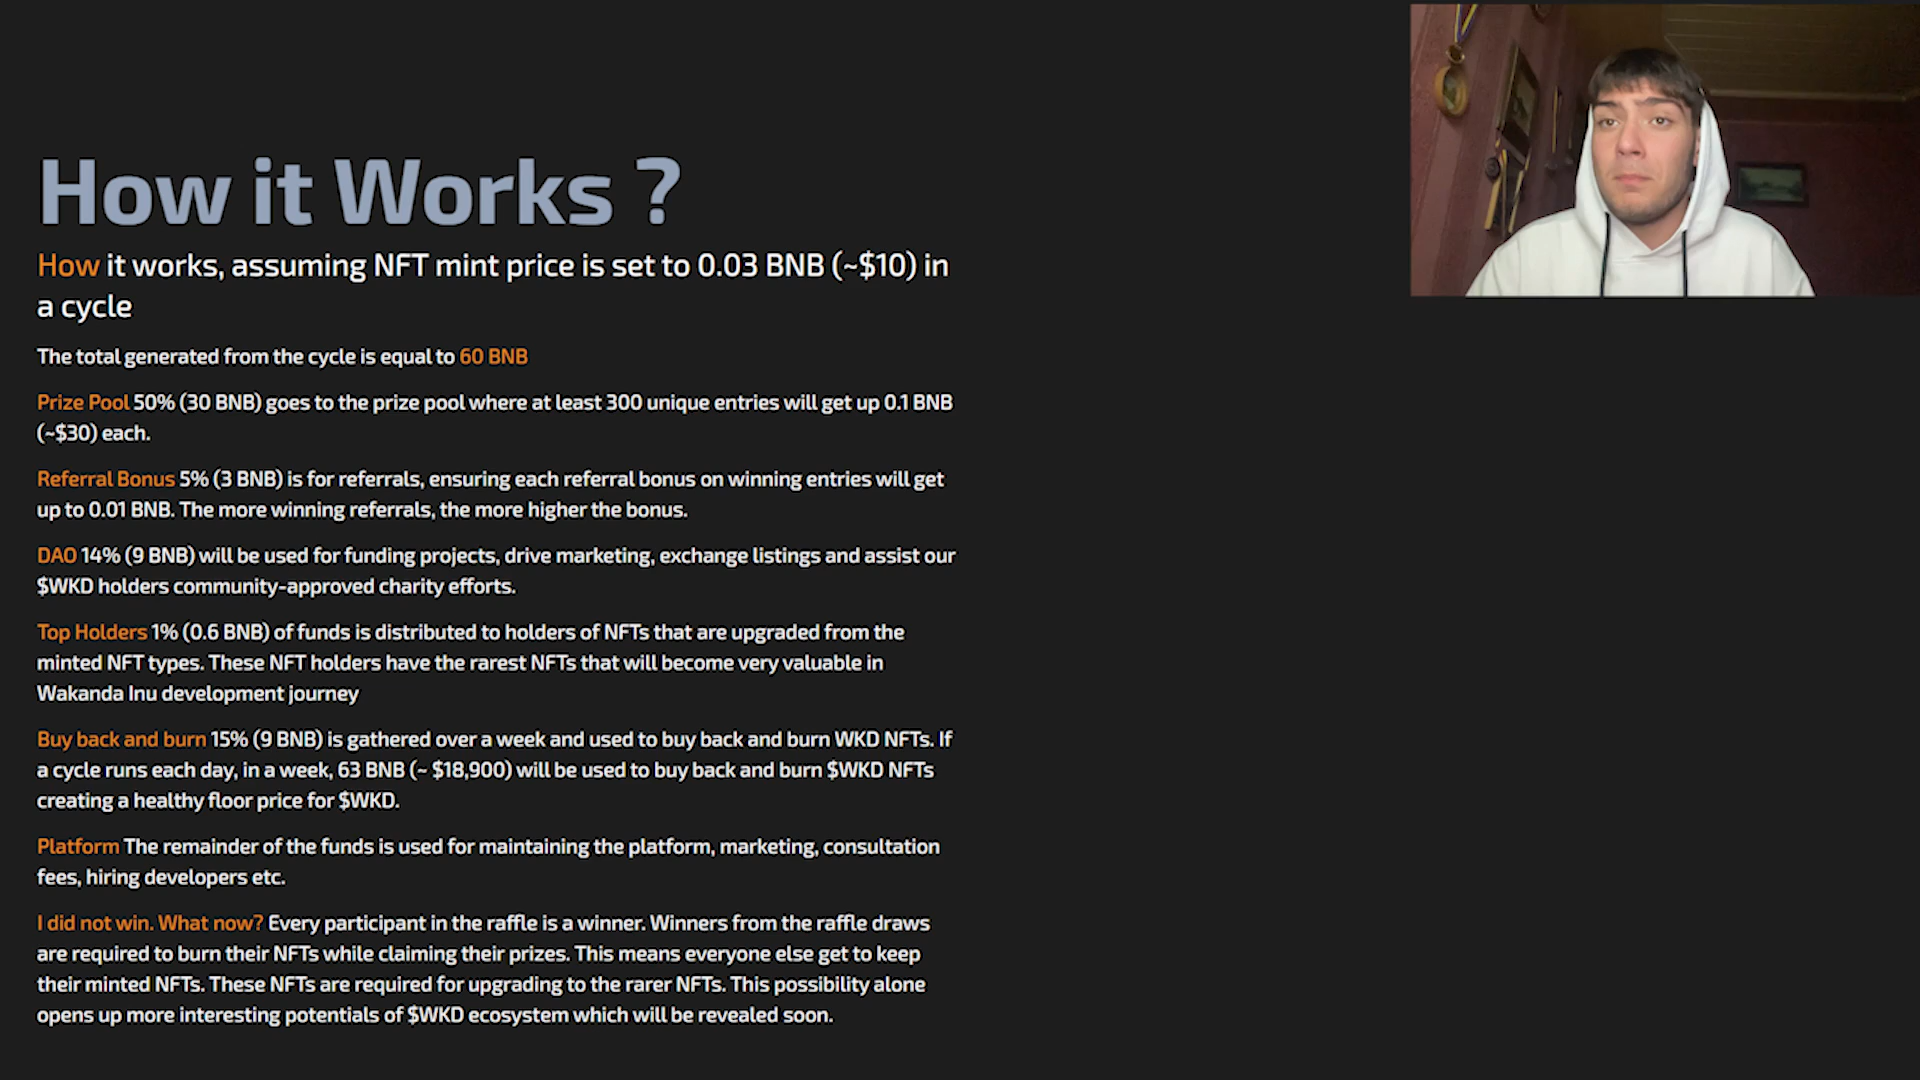 How it Works ?
How it works, assuming NFT mint price is set to 0.03 BNB (~$10) in
a cycle
The total generated from the cycle is equal to 60 BNB
Prize Pool 50% (30 BNB) goes to the prize pool where at least 300 unique entries will get up 0.1 BNB
(~$30) each.
Referral Bonus 5% (3 BNB) is for referrals, ensuring each referral bonus on winning entries will get
up to 0.01 BNB. The more winning referrals, the more higher the bonus.
DAO 14% (9 BNB) will be used for funding projects, drive marketing, exchange listings and assist our
$WKD holders community-approved charity efforts.
Top Holders 1% (0.6 BNB) of funds is distributed to holders of NFTs that are upgraded from the
minted NFT types. These NFT holders have the rarest NFTs that will become very valuable in
Wakanda Inu development journey
Buy back and burn 15% (9 BNB) is gathered over a week and used to buy back and burn WKD NFTs. If
a cycle runs each day, in a week, 63 BNB (~ $18,900) will be used to buy back and burn $WKD NFTs
creating a healthy floor price for $WKD.
Platform The remainder of the funds is used for maintaining the platform, marketing, consultation
fees, hiring developers etc.
I did not win. What now? Every participant in the raffle is a winner. Winners from the raffle draws
are required to burn their NFTs while claiming their prizes. This means everyone else get to keep
their minted NFTs. These NFTs are required for upgrading to the rarer NFTs. This possibility alone
opens up more interesting potentials of $WKD ecosystem which will be revealed soon.